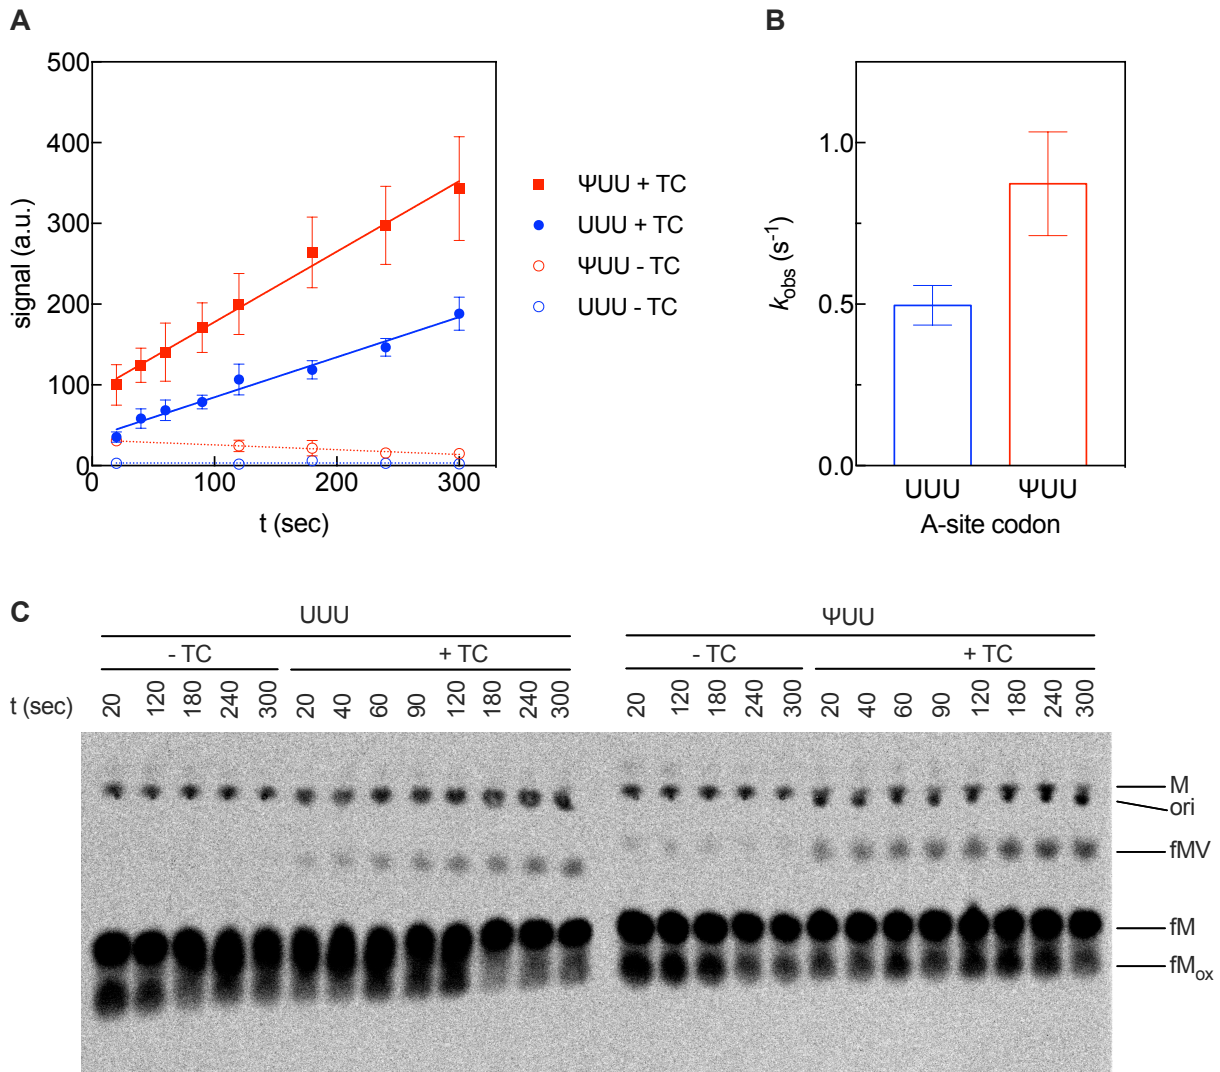 A
B
500
400
300
200
100
0
signal (a.u.)
0 100 200 300
t (sec)
ΨUU + TC
UUU + TC
ΨUU - TC
UUU - TC
1.0
0.5
0.0
k_obs (s⁻¹)
UUU ΨUU
A-site codon
C
UUU ΨUU
- TC + TC - TC + TC
t (sec) 20 120 180 240 300 20 40 60 90 120 180 240 300 20 120 180 240 300 20 40 60 90 120 180 240 300
M
ori
fMV
fM
fM_ox